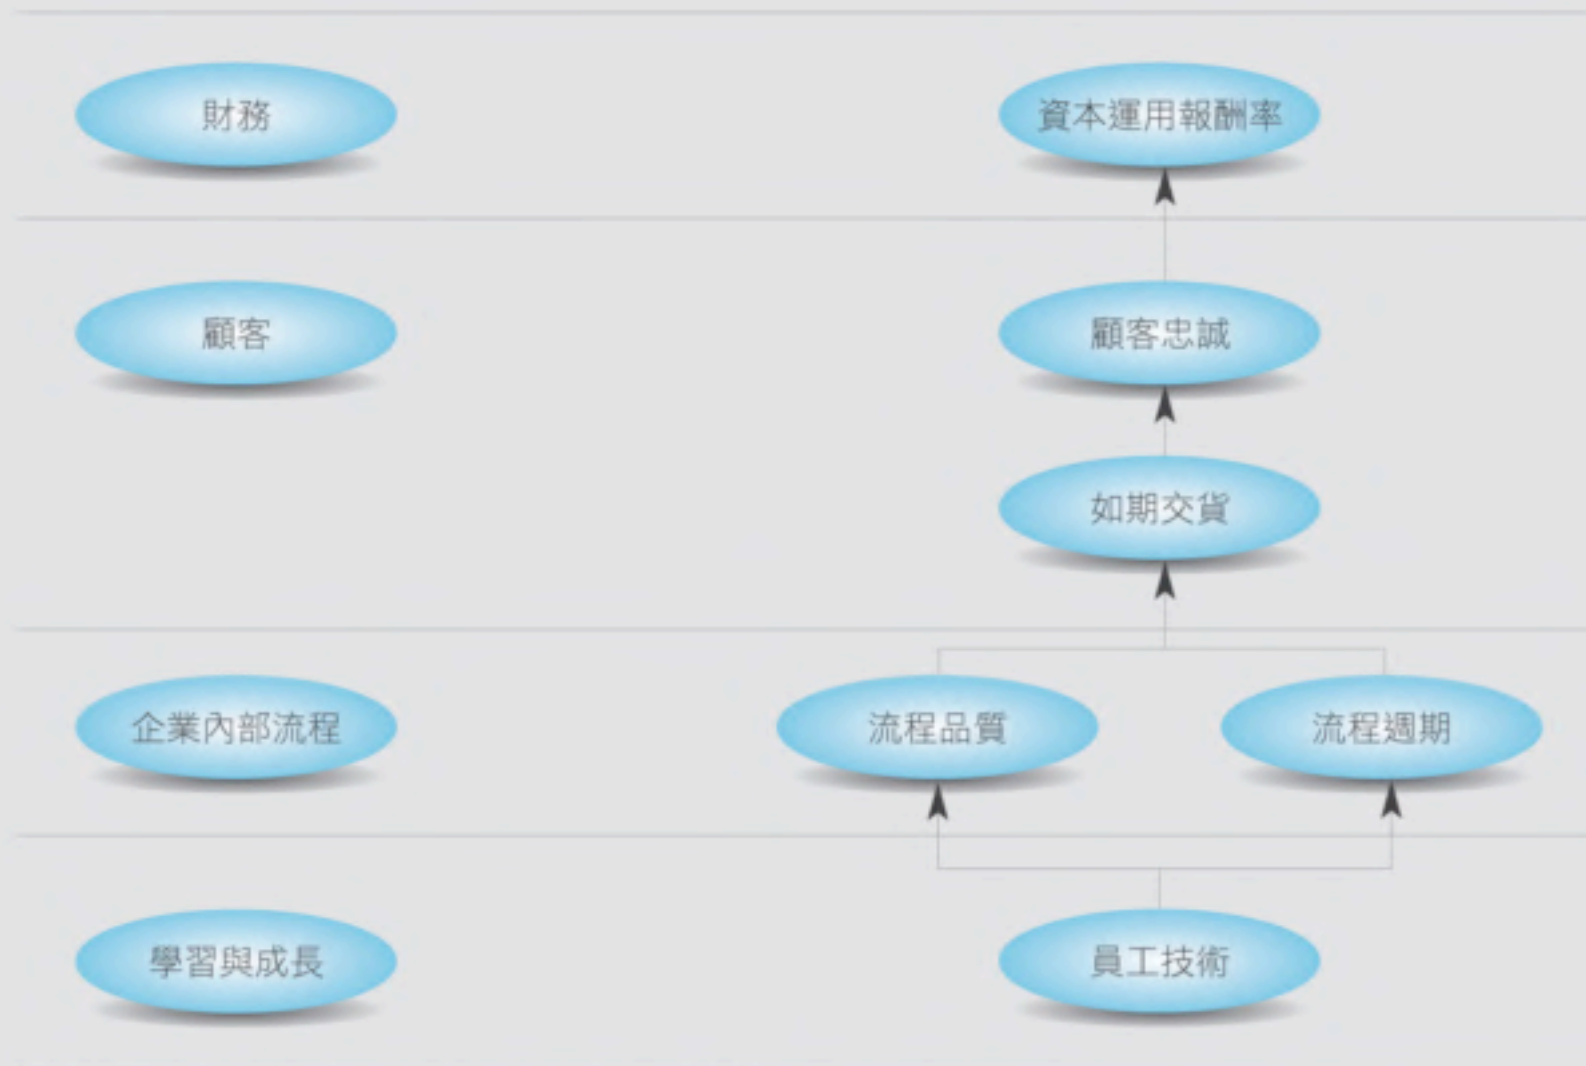 財務
資本運用報酬率
顧客
顧客忠誠
如期交貨
企業內部流程
流程品質
流程週期
學習與成長
員工技術